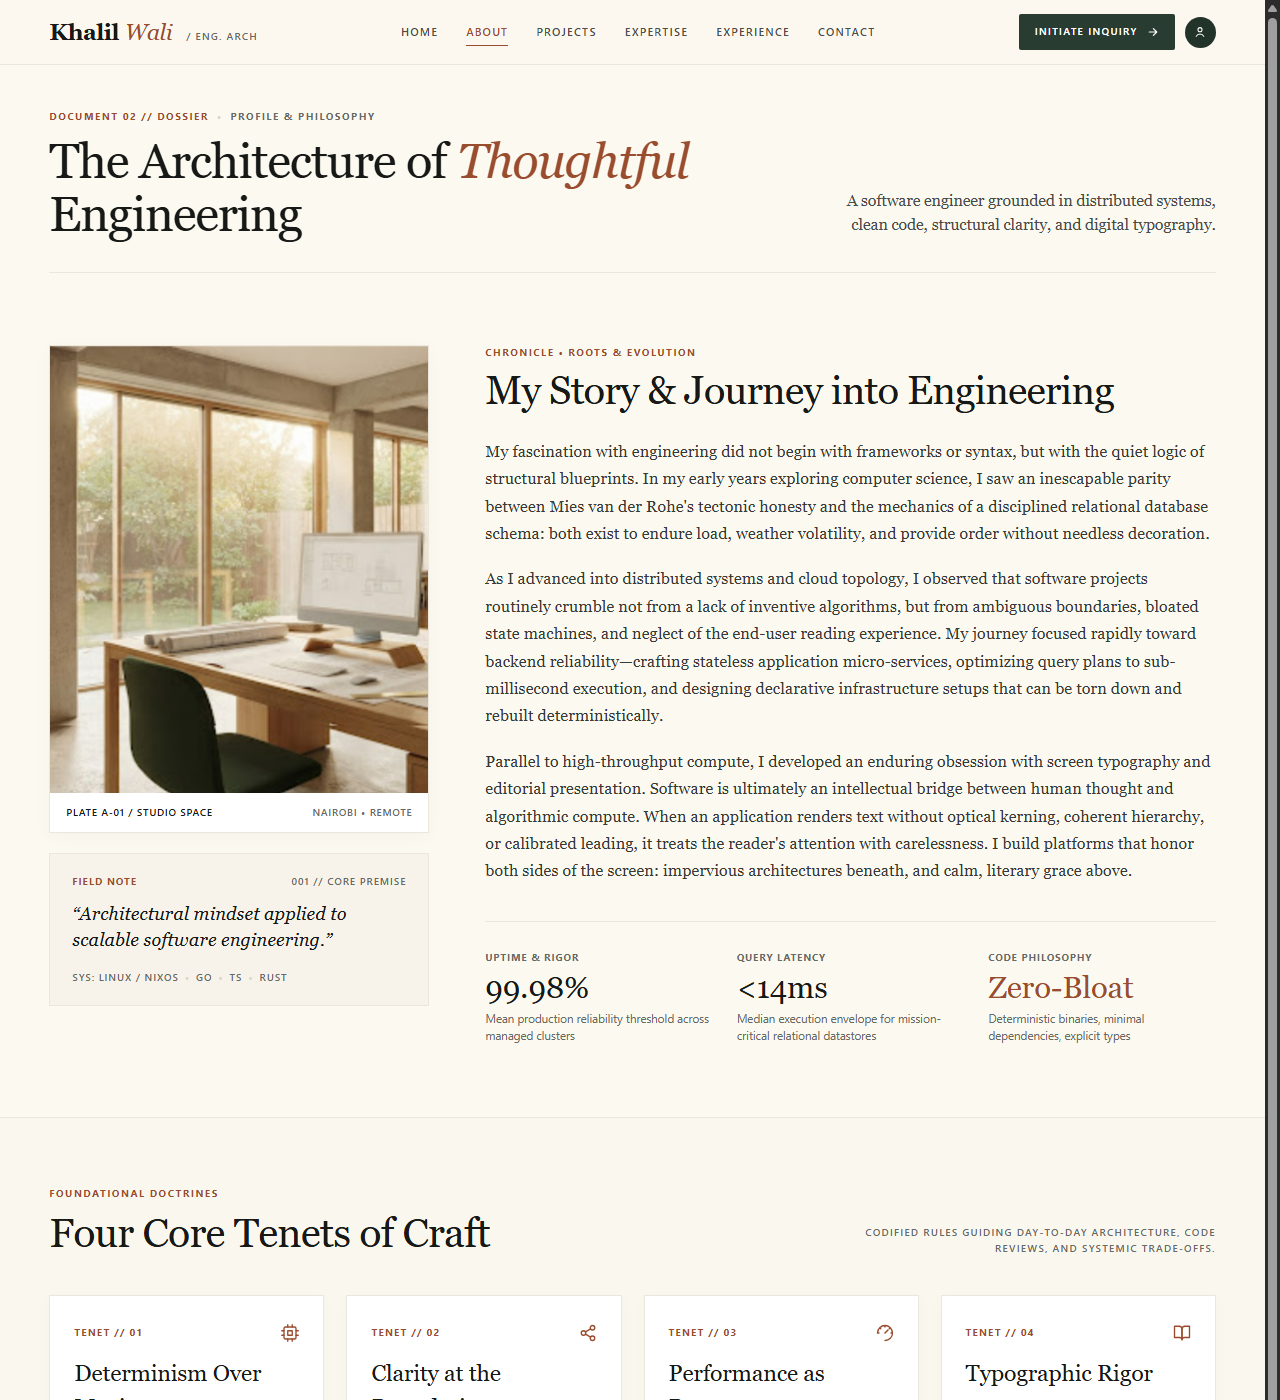 Khalil Wali / ENG. ARCH
HOME ABOUT PROJECTS EXPERTISE EXPERIENCE CONTACT
INITIATE INQUIRY →
DOCUMENT 02 // DOSSIER • PROFILE & PHILOSOPHY
The Architecture of Thoughtful
Engineering
A software engineer grounded in distributed systems,
clean code, structural clarity, and digital typography.
PLATE A-01 / STUDIO SPACE NAIROBI • REMOTE
FIELD NOTE 001 // CORE PREMISE
“Architectural mindset applied to
scalable software engineering.”
SYS: LINUX / NIXOS • GO • TS • RUST
CHRONICLE • ROOTS & EVOLUTION
My Story & Journey into Engineering
My fascination with engineering did not begin with frameworks or syntax, but with the quiet logic of
structural blueprints. In my early years exploring computer science, I saw an inescapable parity
between Mies van der Rohe's tectonic honesty and the mechanics of a disciplined relational database
schema: both exist to endure load, weather volatility, and provide order without needless decoration.
As I advanced into distributed systems and cloud topology, I observed that software projects
routinely crumble not from a lack of inventive algorithms, but from ambiguous boundaries, bloated
state machines, and neglect of the end-user reading experience. My journey focused rapidly toward
backend reliability—crafting stateless application micro-services, optimizing query plans to sub-
millisecond execution, and designing declarative infrastructure setups that can be torn down and
rebuilt deterministically.
Parallel to high-throughput compute, I developed an enduring obsession with screen typography and
editorial presentation. Software is ultimately an intellectual bridge between human thought and
algorithmic compute. When an application renders text without optical kerning, coherent hierarchy,
or calibrated leading, it treats the reader's attention with carelessness. I build platforms that honor
both sides of the screen: impervious architectures beneath, and calm, literary grace above.
UPTIME & RIGOR
99.98%
Mean production reliability threshold across
managed clusters
QUERY LATENCY
<14ms
Median execution envelope for mission-
critical relational datastores
CODE PHILOSOPHY
Zero-Bloat
Deterministic binaries, minimal
dependencies, explicit types
FOUNDATIONAL DOCTRINES
Four Core Tenets of Craft
CODIFIED RULES GUIDING DAY-TO-DAY ARCHITECTURE, CODE
REVIEWS, AND SYSTEMIC TRADE-OFFS.
TENET // 01
Determinism Over
TENET // 02
Clarity at the
TENET // 03
Performance as
TENET // 04
Typographic Rigor